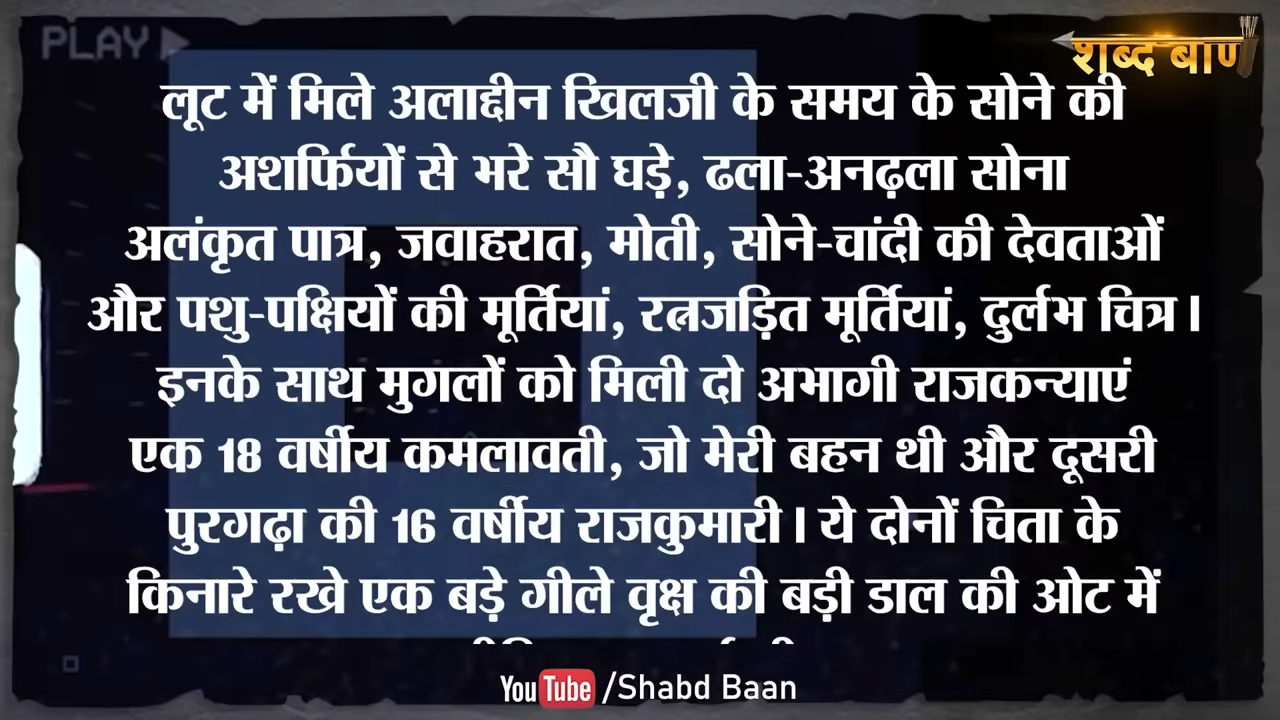 PLAY
शब्द बाण
लूट में मिले अलाद्दीन खिलजी के समय के सोने की
अशर्फियों से भरे सौ घड़े, ढला-अनढ़ला सोना
अलंकृत पात्र, जवाहरात, मोती, सोने-चांदी की देवताओं
और पशु-पक्षियों की मूर्तियां, रत्नजड़ित मूर्तियां, दुर्लभ चित्र।
इनके साथ मुगलों को मिली दो अभागी राजकन्याएं
एक 18 वर्षीय कमलावती, जो मेरी बहन थी और दूसरी
पुरगढ़ा की 16 वर्षीय राजकुमारी। ये दोनों चिता के
किनारे रखे एक बड़े गीले वृक्ष की बड़ी डाल की ओट में
YouTube /Shabd Baan